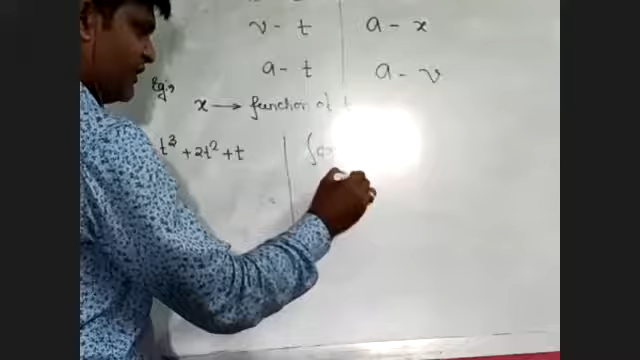 v - t a - x
a - t a - v
Eg:-
x → function of t
t³ + 2t² + t